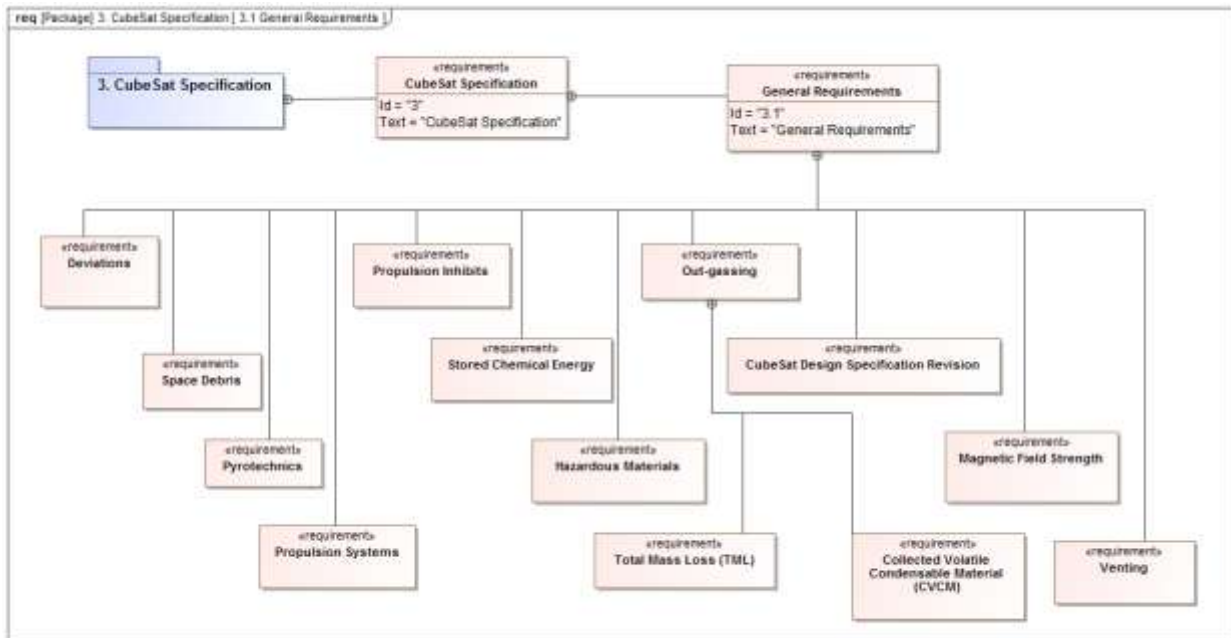 req [Package] 3. CubeSat Specification [ 3.1 General Requirements ]
3. CubeSat Specification
«requirement»
CubeSat Specification
Id = "3"
Text = "CubeSat Specification"
«requirement»
General Requirements
Id = "3.1"
Text = "General Requirements"
«requirement»
Deviations
«requirement»
Propulsion Inhibits
«requirement»
Out-gassing
«requirement»
Space Debris
«requirement»
Stored Chemical Energy
«requirement»
CubeSat Design Specification Revision
«requirement»
Pyrotechnics
«requirement»
Hazardous Materials
«requirement»
Magnetic Field Strength
«requirement»
Propulsion Systems
«requirement»
Total Mass Loss (TML)
«requirement»
Collected Volatile
Condensable Material
(CVCM)
«requirement»
Venting